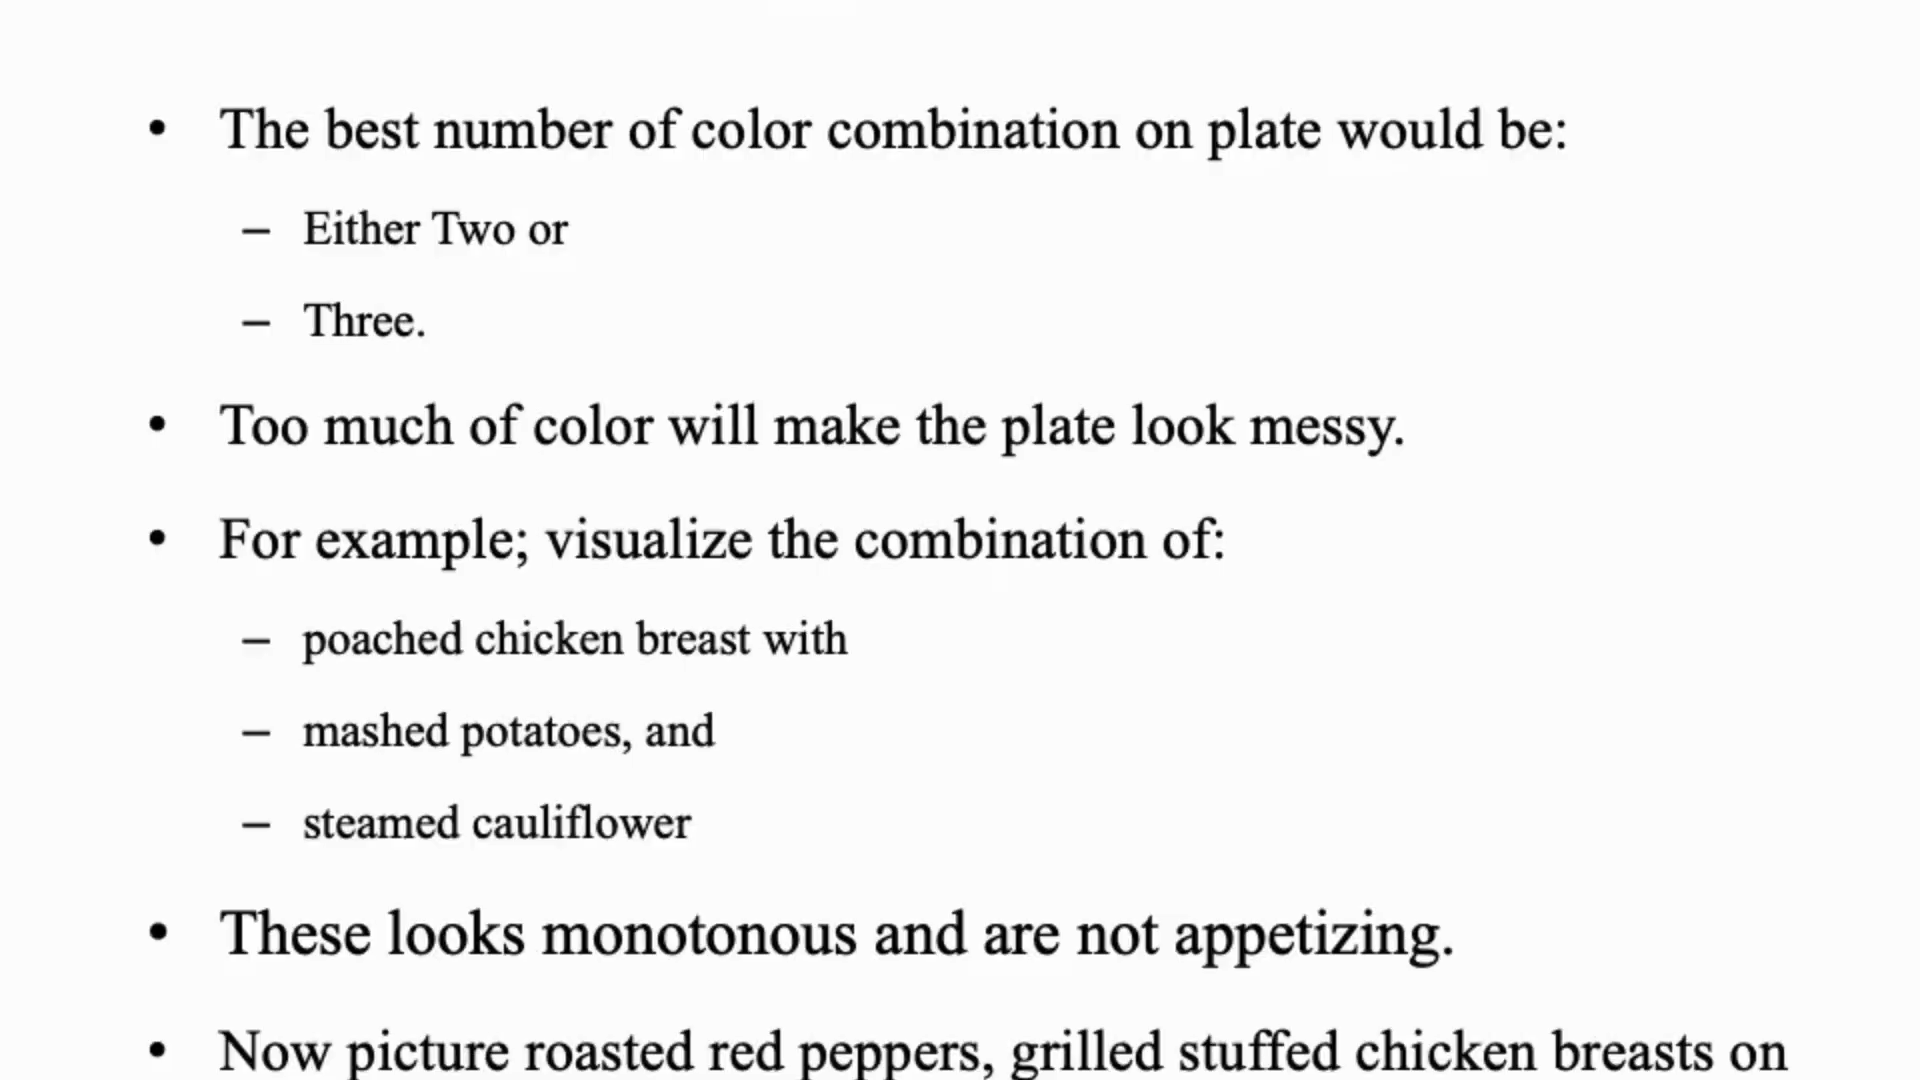 • The best number of color combination on plate would be:
– Either Two or
– Three.
• Too much of color will make the plate look messy.
• For example; visualize the combination of:
– poached chicken breast with
– mashed potatoes, and
– steamed cauliflower
• These looks monotonous and are not appetizing.
• Now picture roasted red peppers, grilled stuffed chicken breasts on